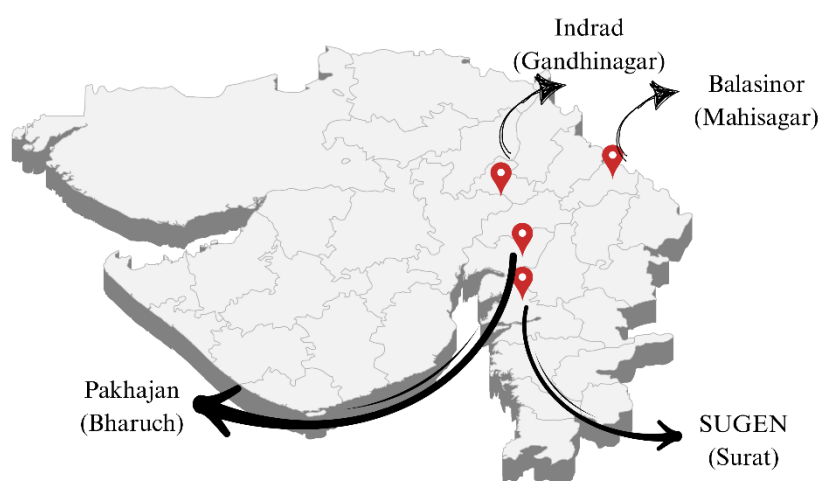 Indrad
(Gandhinagar)
Balasinor
(Mahisagar)
Pakhajan
(Bharuch)
SUGEN
(Surat)